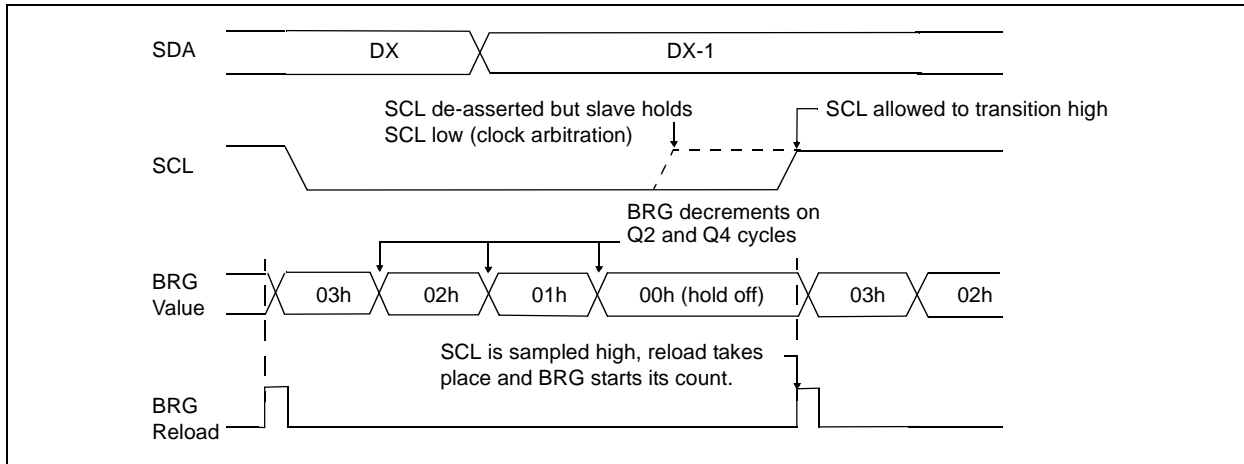 SDA
DX
DX-1
SCL de-asserted but slave holds
SCL low (clock arbitration)
SCL allowed to transition high
SCL
BRG decrements on
Q2 and Q4 cycles
BRG
Value
03h
02h
01h
00h (hold off)
03h
02h
SCL is sampled high, reload takes
place and BRG starts its count.
BRG
Reload